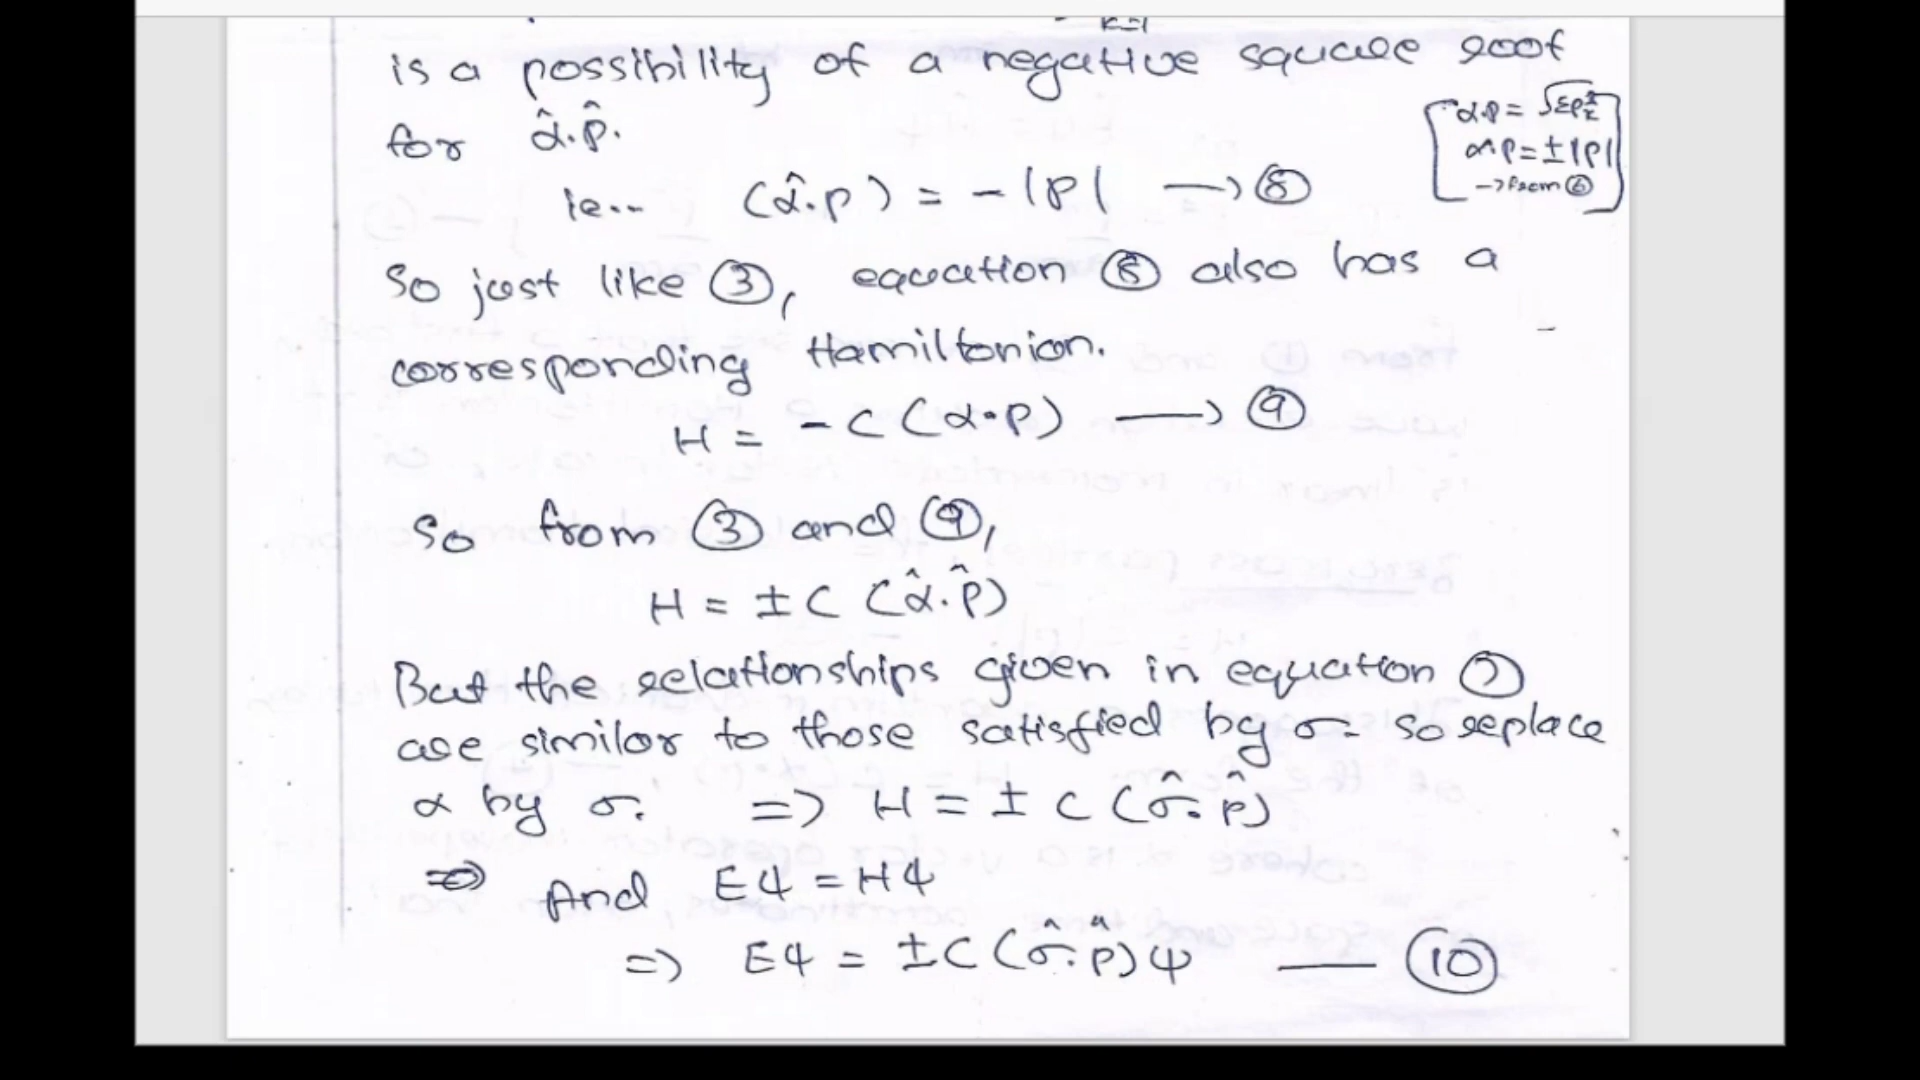 k=1
is a possibility of a negative square root
for α̂.p̂.
[α.p = √Σp²ₖ
α.p = ±|p|
→ from ⑥]
ie.. (α̂.p) = -|p| → ⑧
So just like ③, equation ⑧ also has a
corresponding Hamiltonian.
H = -C(α.p) → ⑨
So from ③ and ⑨,
H = ±C (α̂.p̂)
But the relationships given in equation ⑦
are similar to those satisfied by σ. so replace
α by σ. => H = ± C (σ̂.p̂)
And Eψ = Hψ
=> Eψ = ±C (σ̂.p̂)ψ — ⑩